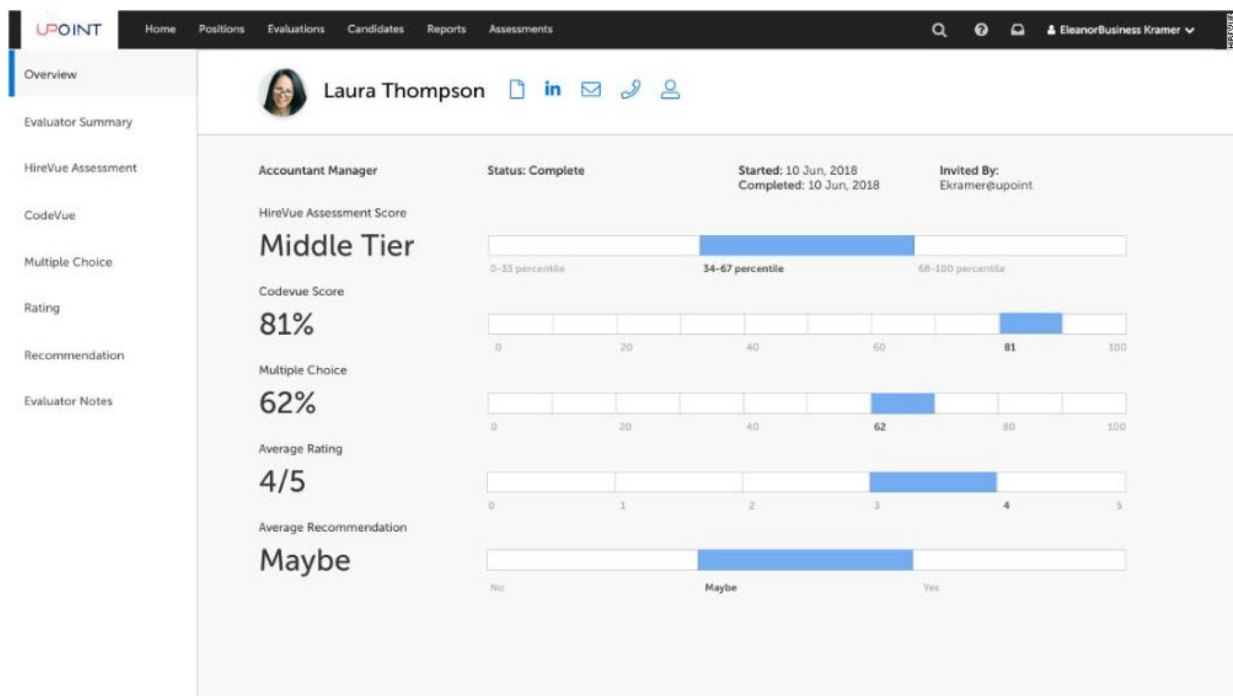 UPOINT Home Positions Evaluations Candidates Reports Assessments EleanorBusiness Kramer
HIREVUE
Overview
Evaluator Summary
HireVue Assessment
CodeVue
Multiple Choice
Rating
Recommendation
Evaluator Notes
Laura Thompson in
Accountant Manager Status: Complete Started: 10 Jun, 2018 Invited By:
Completed: 10 Jun, 2018 Ekramer@upoint
HireVue Assessment Score
Middle Tier
0-33 percentile 34-67 percentile 68-100 percentile
Codevue Score
81%
0 20 40 60 81 100
Multiple Choice
62%
0 20 40 62 80 100
Average Rating
4/5
0 1 2 3 4 5
Average Recommendation
Maybe
No Maybe Yes